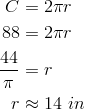 C = 2πr
88 = 2πr
44/π = r
r ≈ 14 in